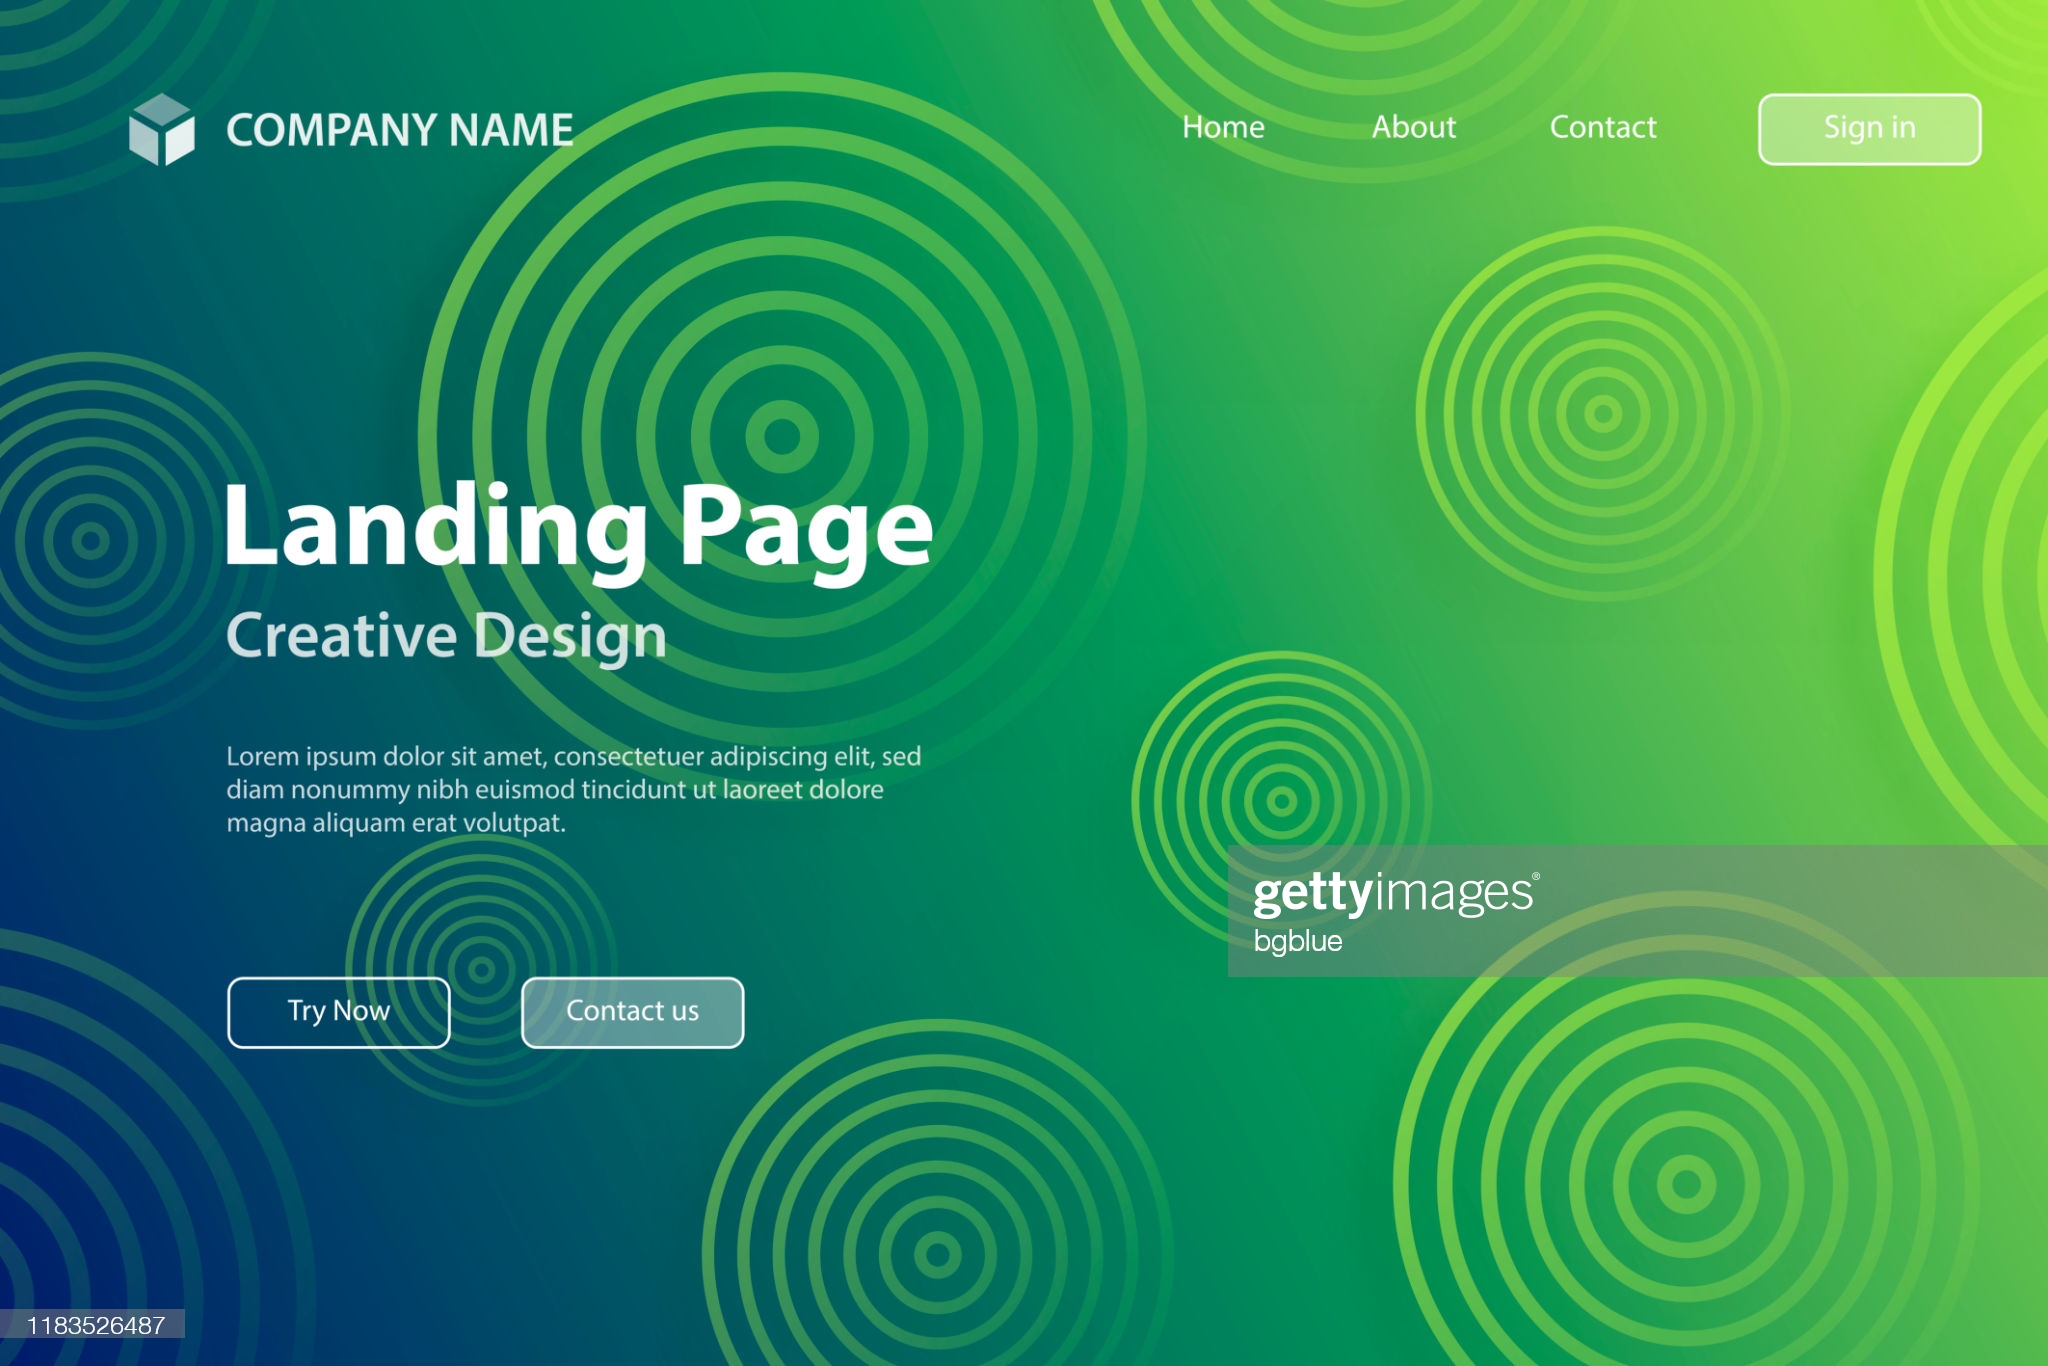 COMPANY NAME
Home
About
Contact
Sign in
Landing Page
Creative Design
Lorem ipsum dolor sit amet, consectetuer adipiscing elit, sed
diam nonummy nibh euismod tincidunt ut laoreet dolore
magna aliquam erat volutpat.
gettyimages®
bgblue
Try Now
Contact us
1183526487